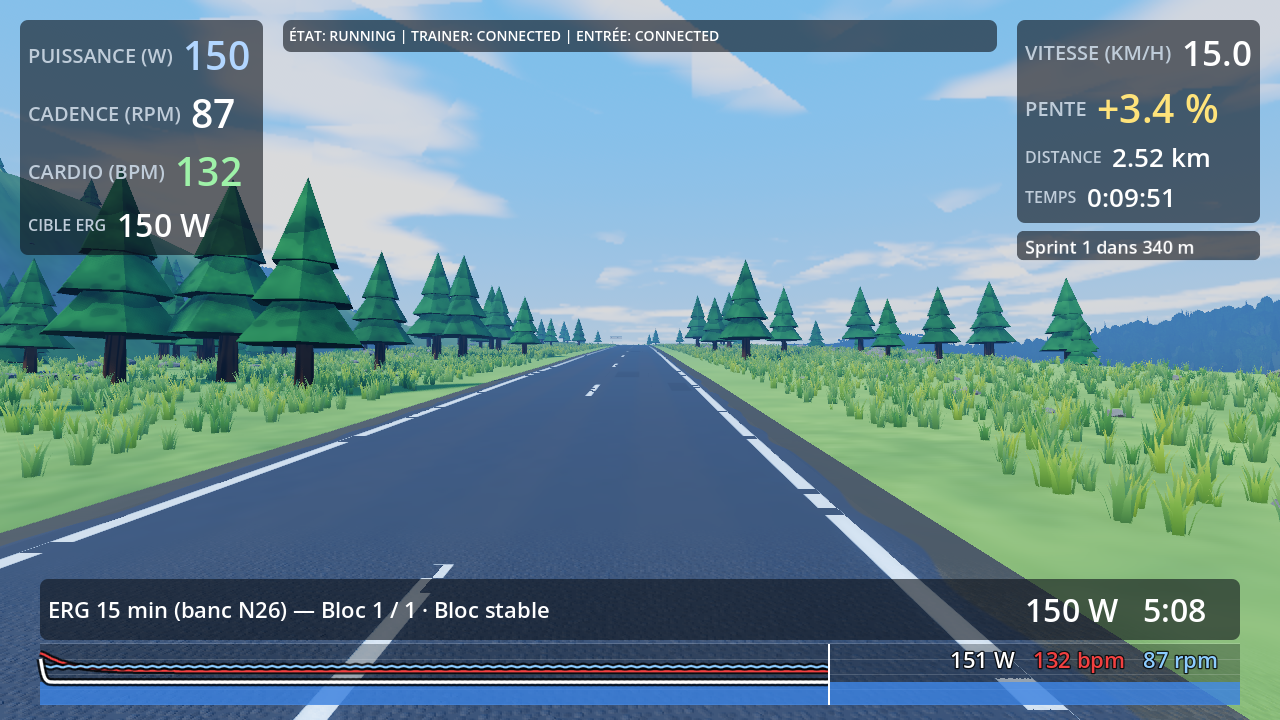 PUISSANCE (W) 150
CADENCE (RPM) 87
CARDIO (BPM) 132
CIBLE ERG 150 W
ÉTAT: RUNNING | TRAINER: CONNECTED | ENTRÉE: CONNECTED
VITESSE (KM/H) 15.0
PENTE +3.4 %
DISTANCE 2.52 km
TEMPS 0:09:51
Sprint 1 dans 340 m
ERG 15 min (banc N26) — Bloc 1 / 1 · Bloc stable 150 W 5:08
151 W 132 bpm 87 rpm